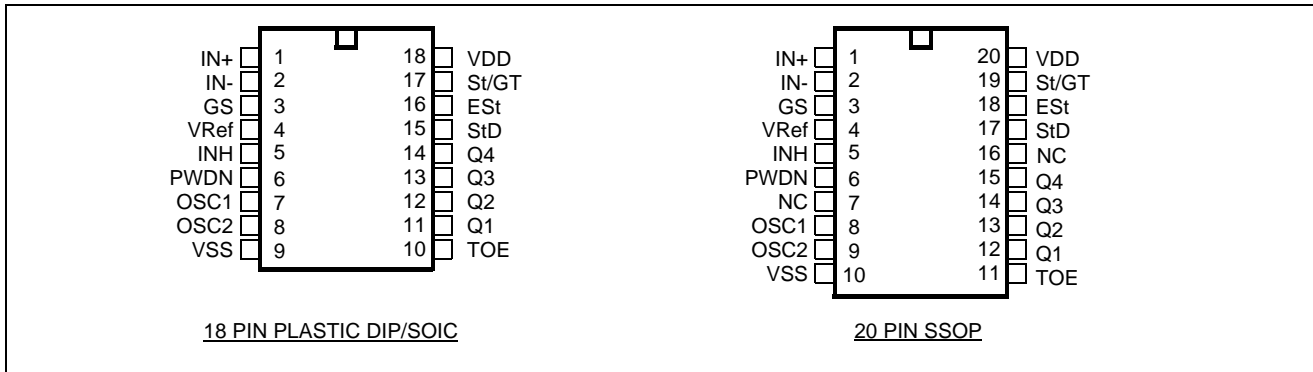 IN+ 1 18 VDD
IN- 2 17 St/GT
GS 3 16 ESt
VRef 4 15 StD
INH 5 14 Q4
PWDN 6 13 Q3
OSC1 7 12 Q2
OSC2 8 11 Q1
VSS 9 10 TOE
18 PIN PLASTIC DIP/SOIC
IN+ 1 20 VDD
IN- 2 19 St/GT
GS 3 18 ESt
VRef 4 17 StD
INH 5 16 NC
PWDN 6 15 Q4
NC 7 14 Q3
OSC1 8 13 Q2
OSC2 9 12 Q1
VSS 10 11 TOE
20 PIN SSOP